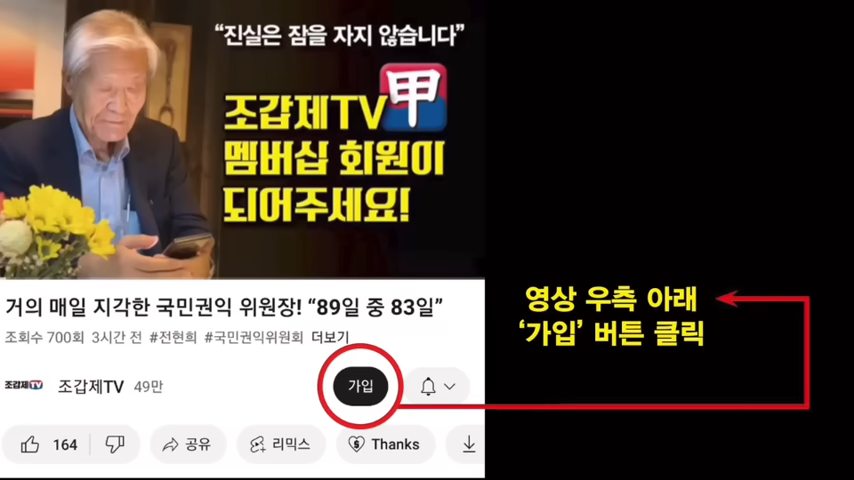 “진실은 잠을 자지 않습니다”
조갑제TV 甲
멤버십 회원이
되어주세요!
거의 매일 지각한 국민권익 위원장! “89일 중 83일”
조회수 700회 3시간 전 #전현희 #국민권익위원회 더보기
조갑제TV 조갑제TV 49만 가입
164 공유 리믹스 Thanks
영상 우측 아래
‘가입’ 버튼 클릭